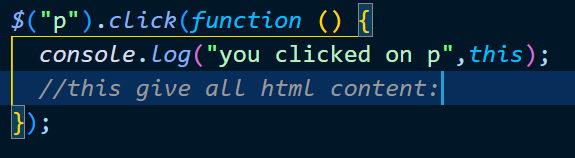 $("p").click(function () {
console.log("you clicked on p",this);
//this give all html content:
});